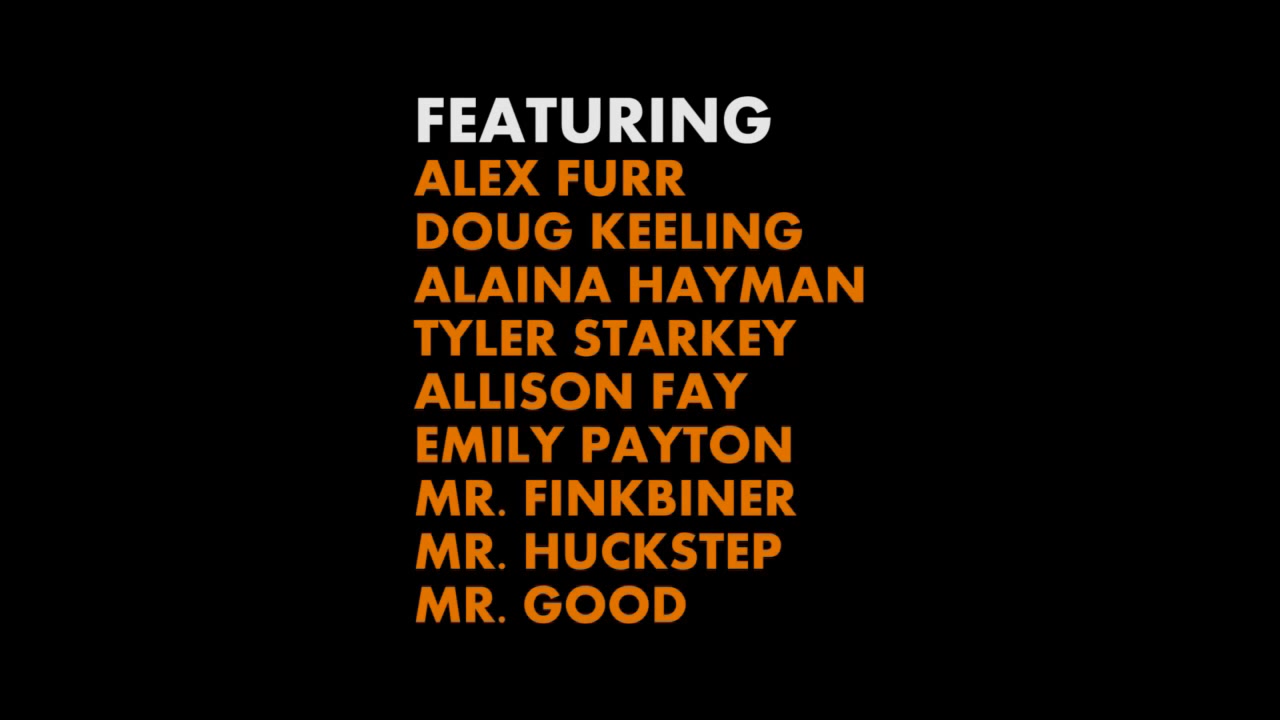 FEATURING
ALEX FURR
DOUG KEELING
ALAINA HAYMAN
TYLER STARKEY
ALLISON FAY
EMILY PAYTON
MR. FINKBINER
MR. HUCKSTEP
MR. GOOD